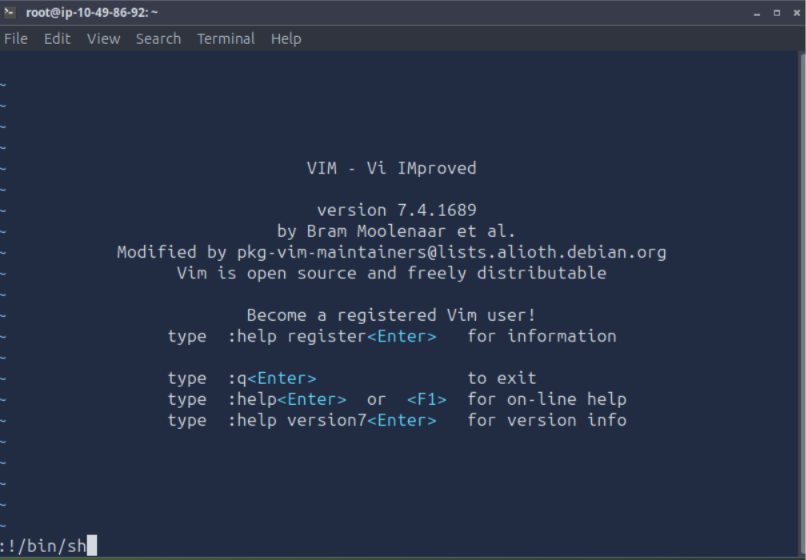 root@ip-10-49-86-92: ~
File Edit View Search Terminal Help
~
~
~
~
~
VIM - Vi IMproved
~
~
version 7.4.1689
~
by Bram Moolenaar et al.
~
Modified by pkg-vim-maintainers@lists.alioth.debian.org
~
Vim is open source and freely distributable
~
~
Become a registered Vim user!
~
type :help register<Enter> for information
~
~
type :q<Enter> to exit
~
type :help<Enter> or <F1> for on-line help
~
type :help version7<Enter> for version info
~
~
~
~
~
:!/bin/sh